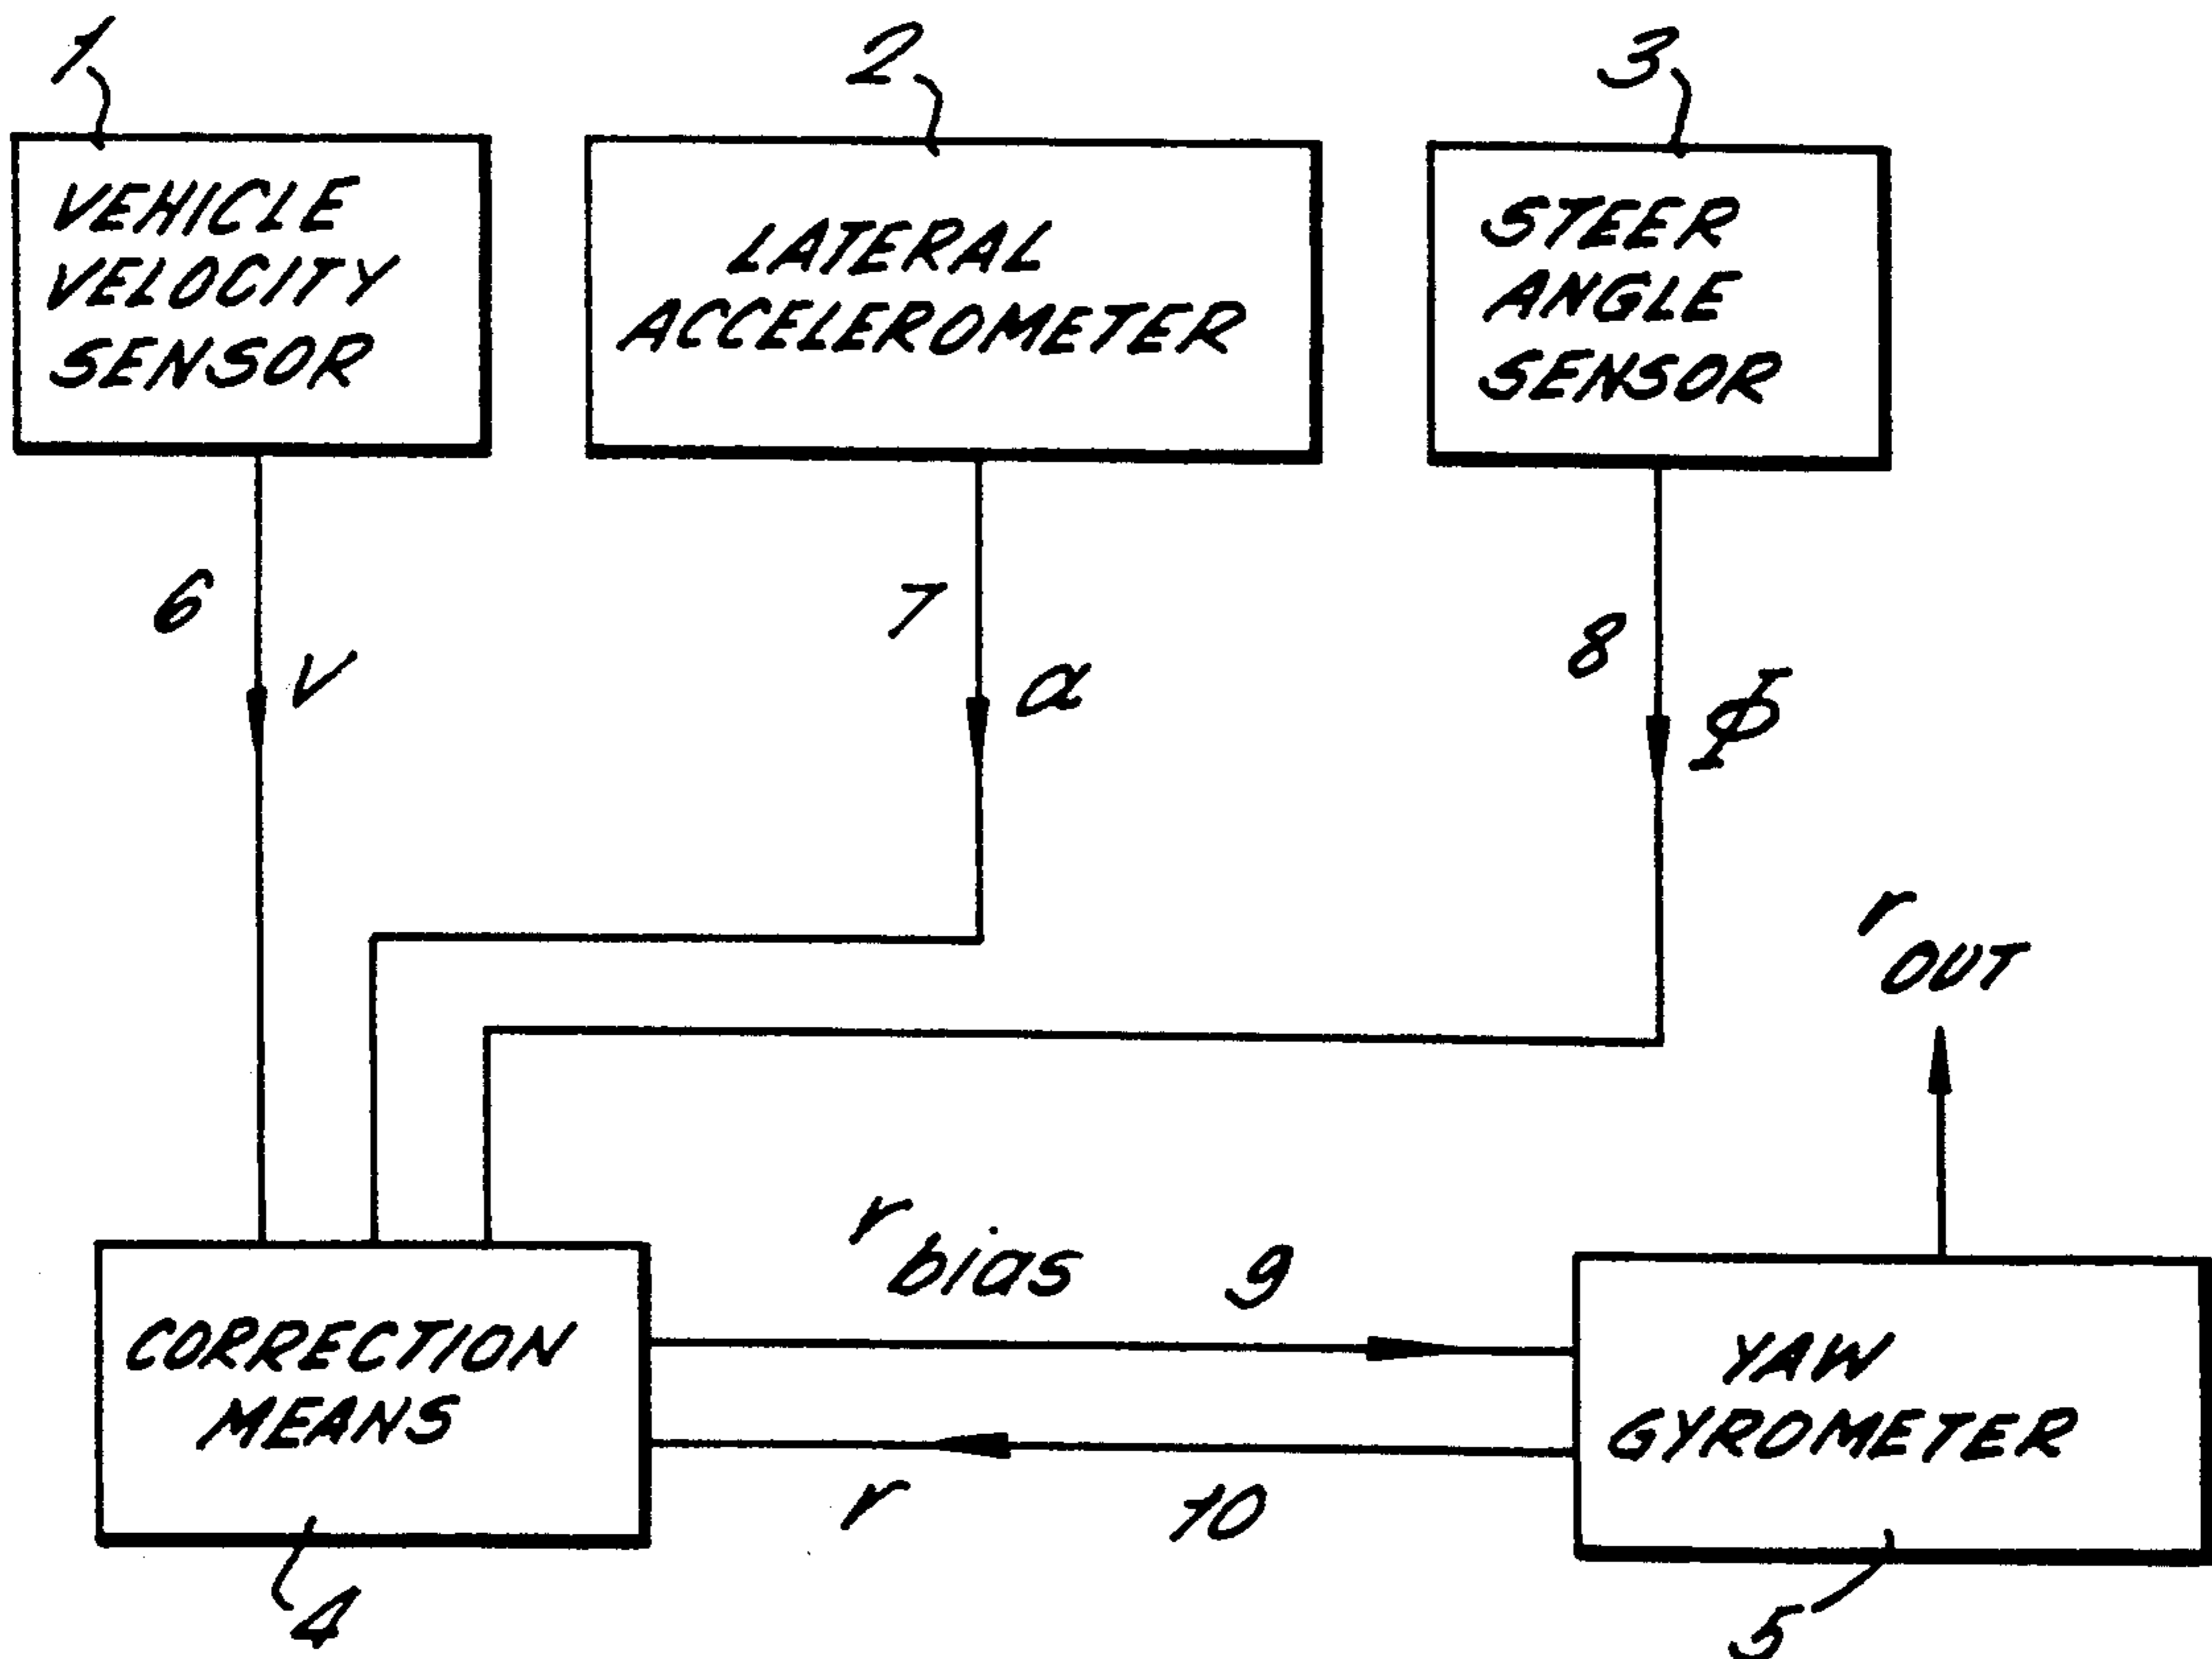 1
2
3
VEHICLE
VELOCITY
SENSOR
LATERAL
ACCELEROMETER
STEER
ANGLE
SENSOR
6
V
7
a
8
Φ
r OUT
r bias
9
CORRECTION
MEANS
YAW
GYROMETER
r
10
4
5